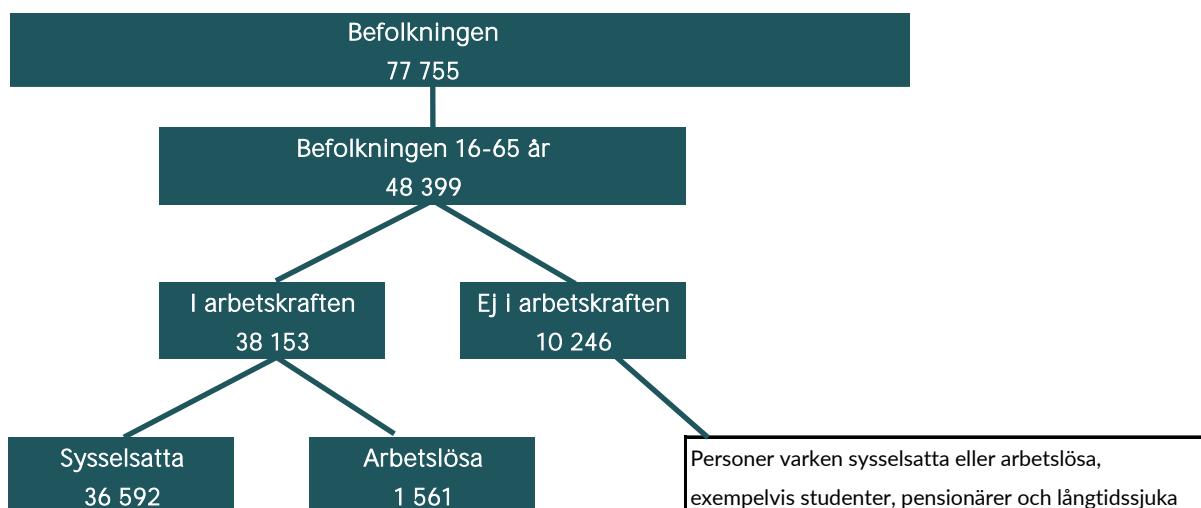 Befolkningen
77 755
Befolkningen 16-65 år
48 399
I arbetskraften
38 153
Ej i arbetskraften
10 246
Sysselsatta
36 592
Arbetslösa
1 561
Personer varken sysselsatta eller arbetslösa,
exempelvis studenter, pensionärer och långtidssjuka